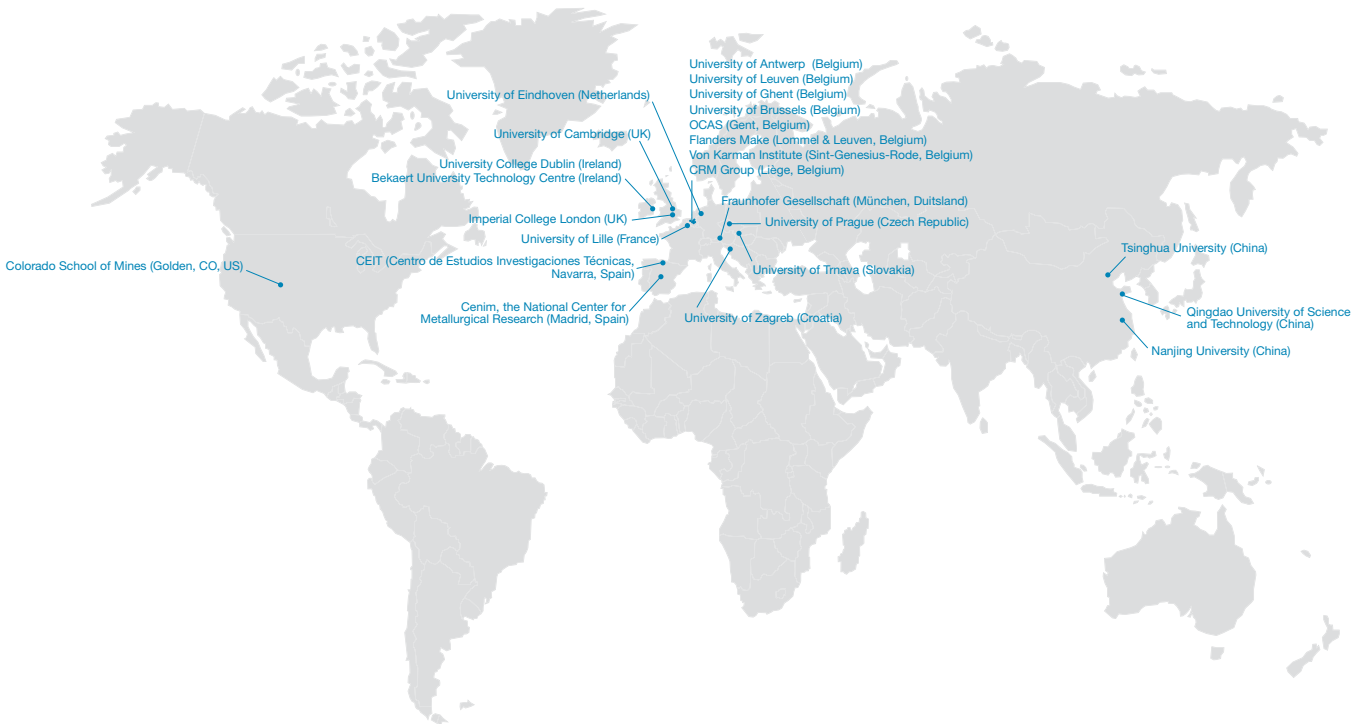 University of Antwerp (Belgium)
University of Leuven (Belgium)
University of Ghent (Belgium)
University of Brussels (Belgium)
OCAS (Gent, Belgium)
Flanders Make (Lommel & Leuven, Belgium)
Von Karman Institute (Sint-Genesius-Rode, Belgium)
CRM Group (Liège, Belgium)
University of Eindhoven (Netherlands)
University of Cambridge (UK)
University College Dublin (Ireland)
Bekaert University Technology Centre (Ireland)
Imperial College London (UK)
University of Lille (France)
CEIT (Centro de Estudios Investigaciones Técnicas,
Navarra, Spain)
Cenim, the National Center for
Metallurgical Research (Madrid, Spain)
Colorado School of Mines (Golden, CO, US)
Fraunhofer Gesellschaft (München, Duitsland)
University of Prague (Czech Republic)
University of Trnava (Slovakia)
University of Zagreb (Croatia)
Tsinghua University (China)
Qingdao University of Science
and Technology (China)
Nanjing University (China)